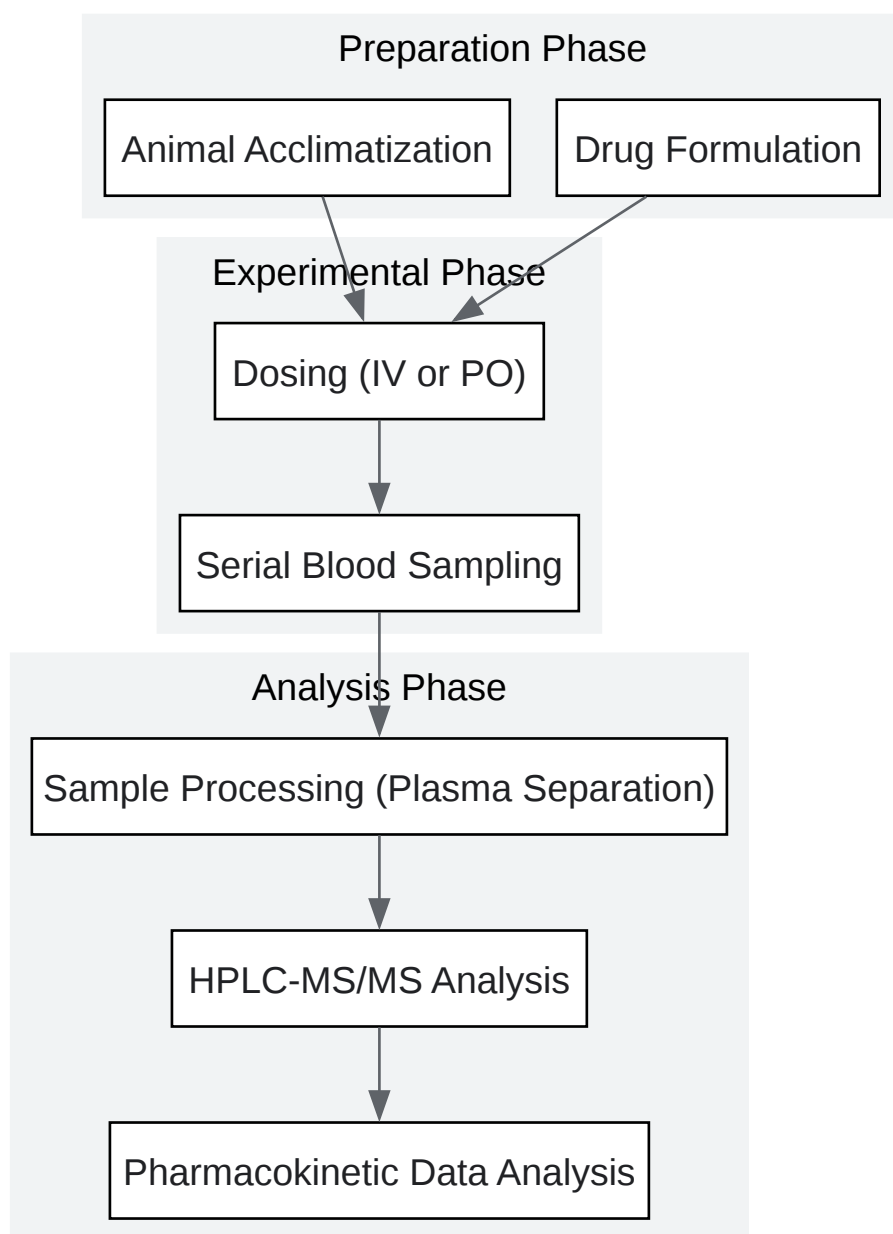 Preparation Phase
Animal Acclimatization
Drug Formulation
Experimental Phase
Dosing (IV or PO)
Serial Blood Sampling
Analysis Phase
Sample Processing (Plasma Separation)
HPLC-MS/MS Analysis
Pharmacokinetic Data Analysis